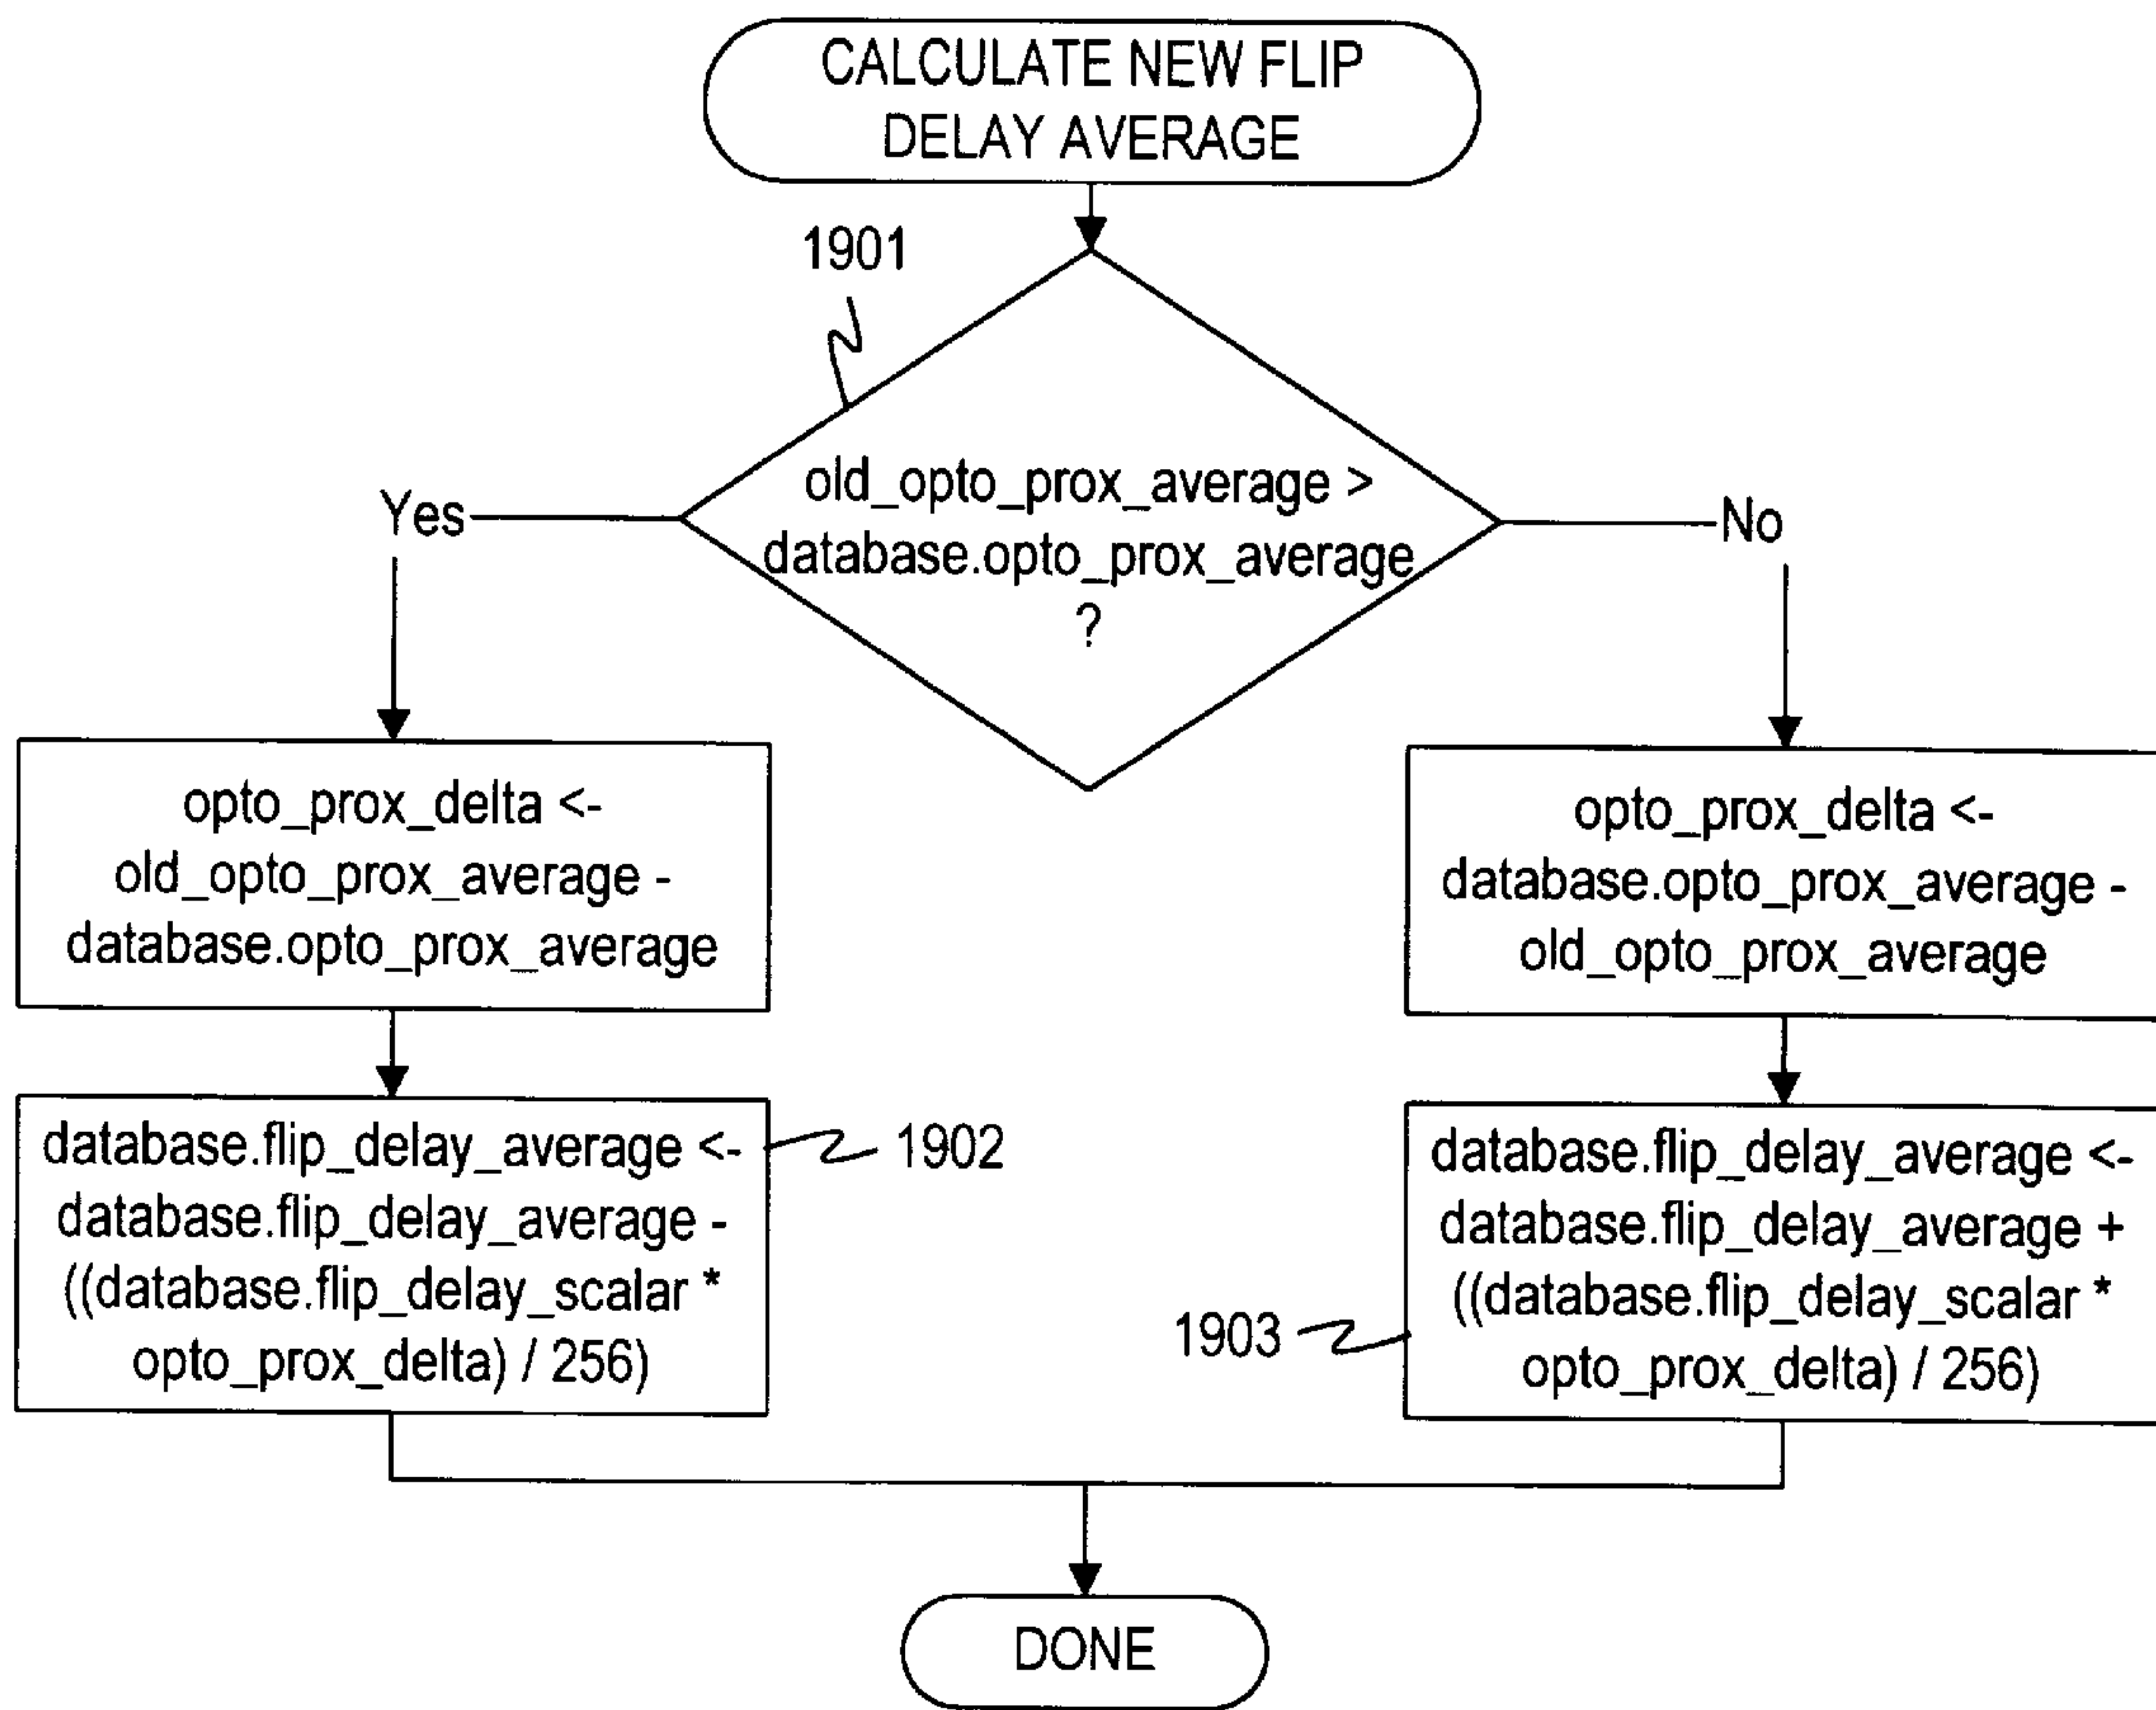 CALCULATE NEW FLIP
DELAY AVERAGE
1901
old_opto_prox_average >
database.opto_prox_average
?
Yes
No
opto_prox_delta <-
old_opto_prox_average -
database.opto_prox_average
opto_prox_delta <-
database.opto_prox_average -
old_opto_prox_average
database.flip_delay_average <-
database.flip_delay_average -
((database.flip_delay_scalar *
opto_prox_delta) / 256)
1902
database.flip_delay_average <-
database.flip_delay_average +
((database.flip_delay_scalar *
opto_prox_delta) / 256)
1903
DONE